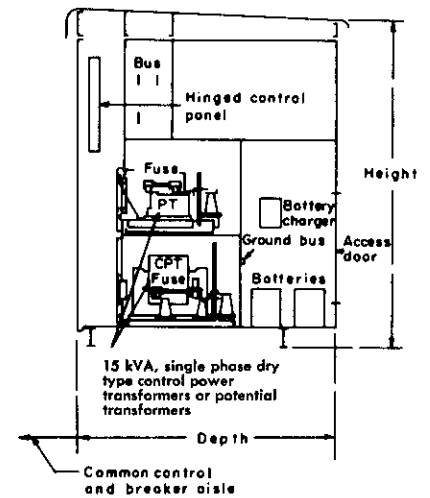 Bus
Hinged control
panel
Height
Fuse
PT
Battery
charger
Ground bus
Access
door
CPT
Fuse
Batteries
15 kVA, single phase dry
type control power
transformers or potential
transformers
Depth
Common control
and breaker aisle